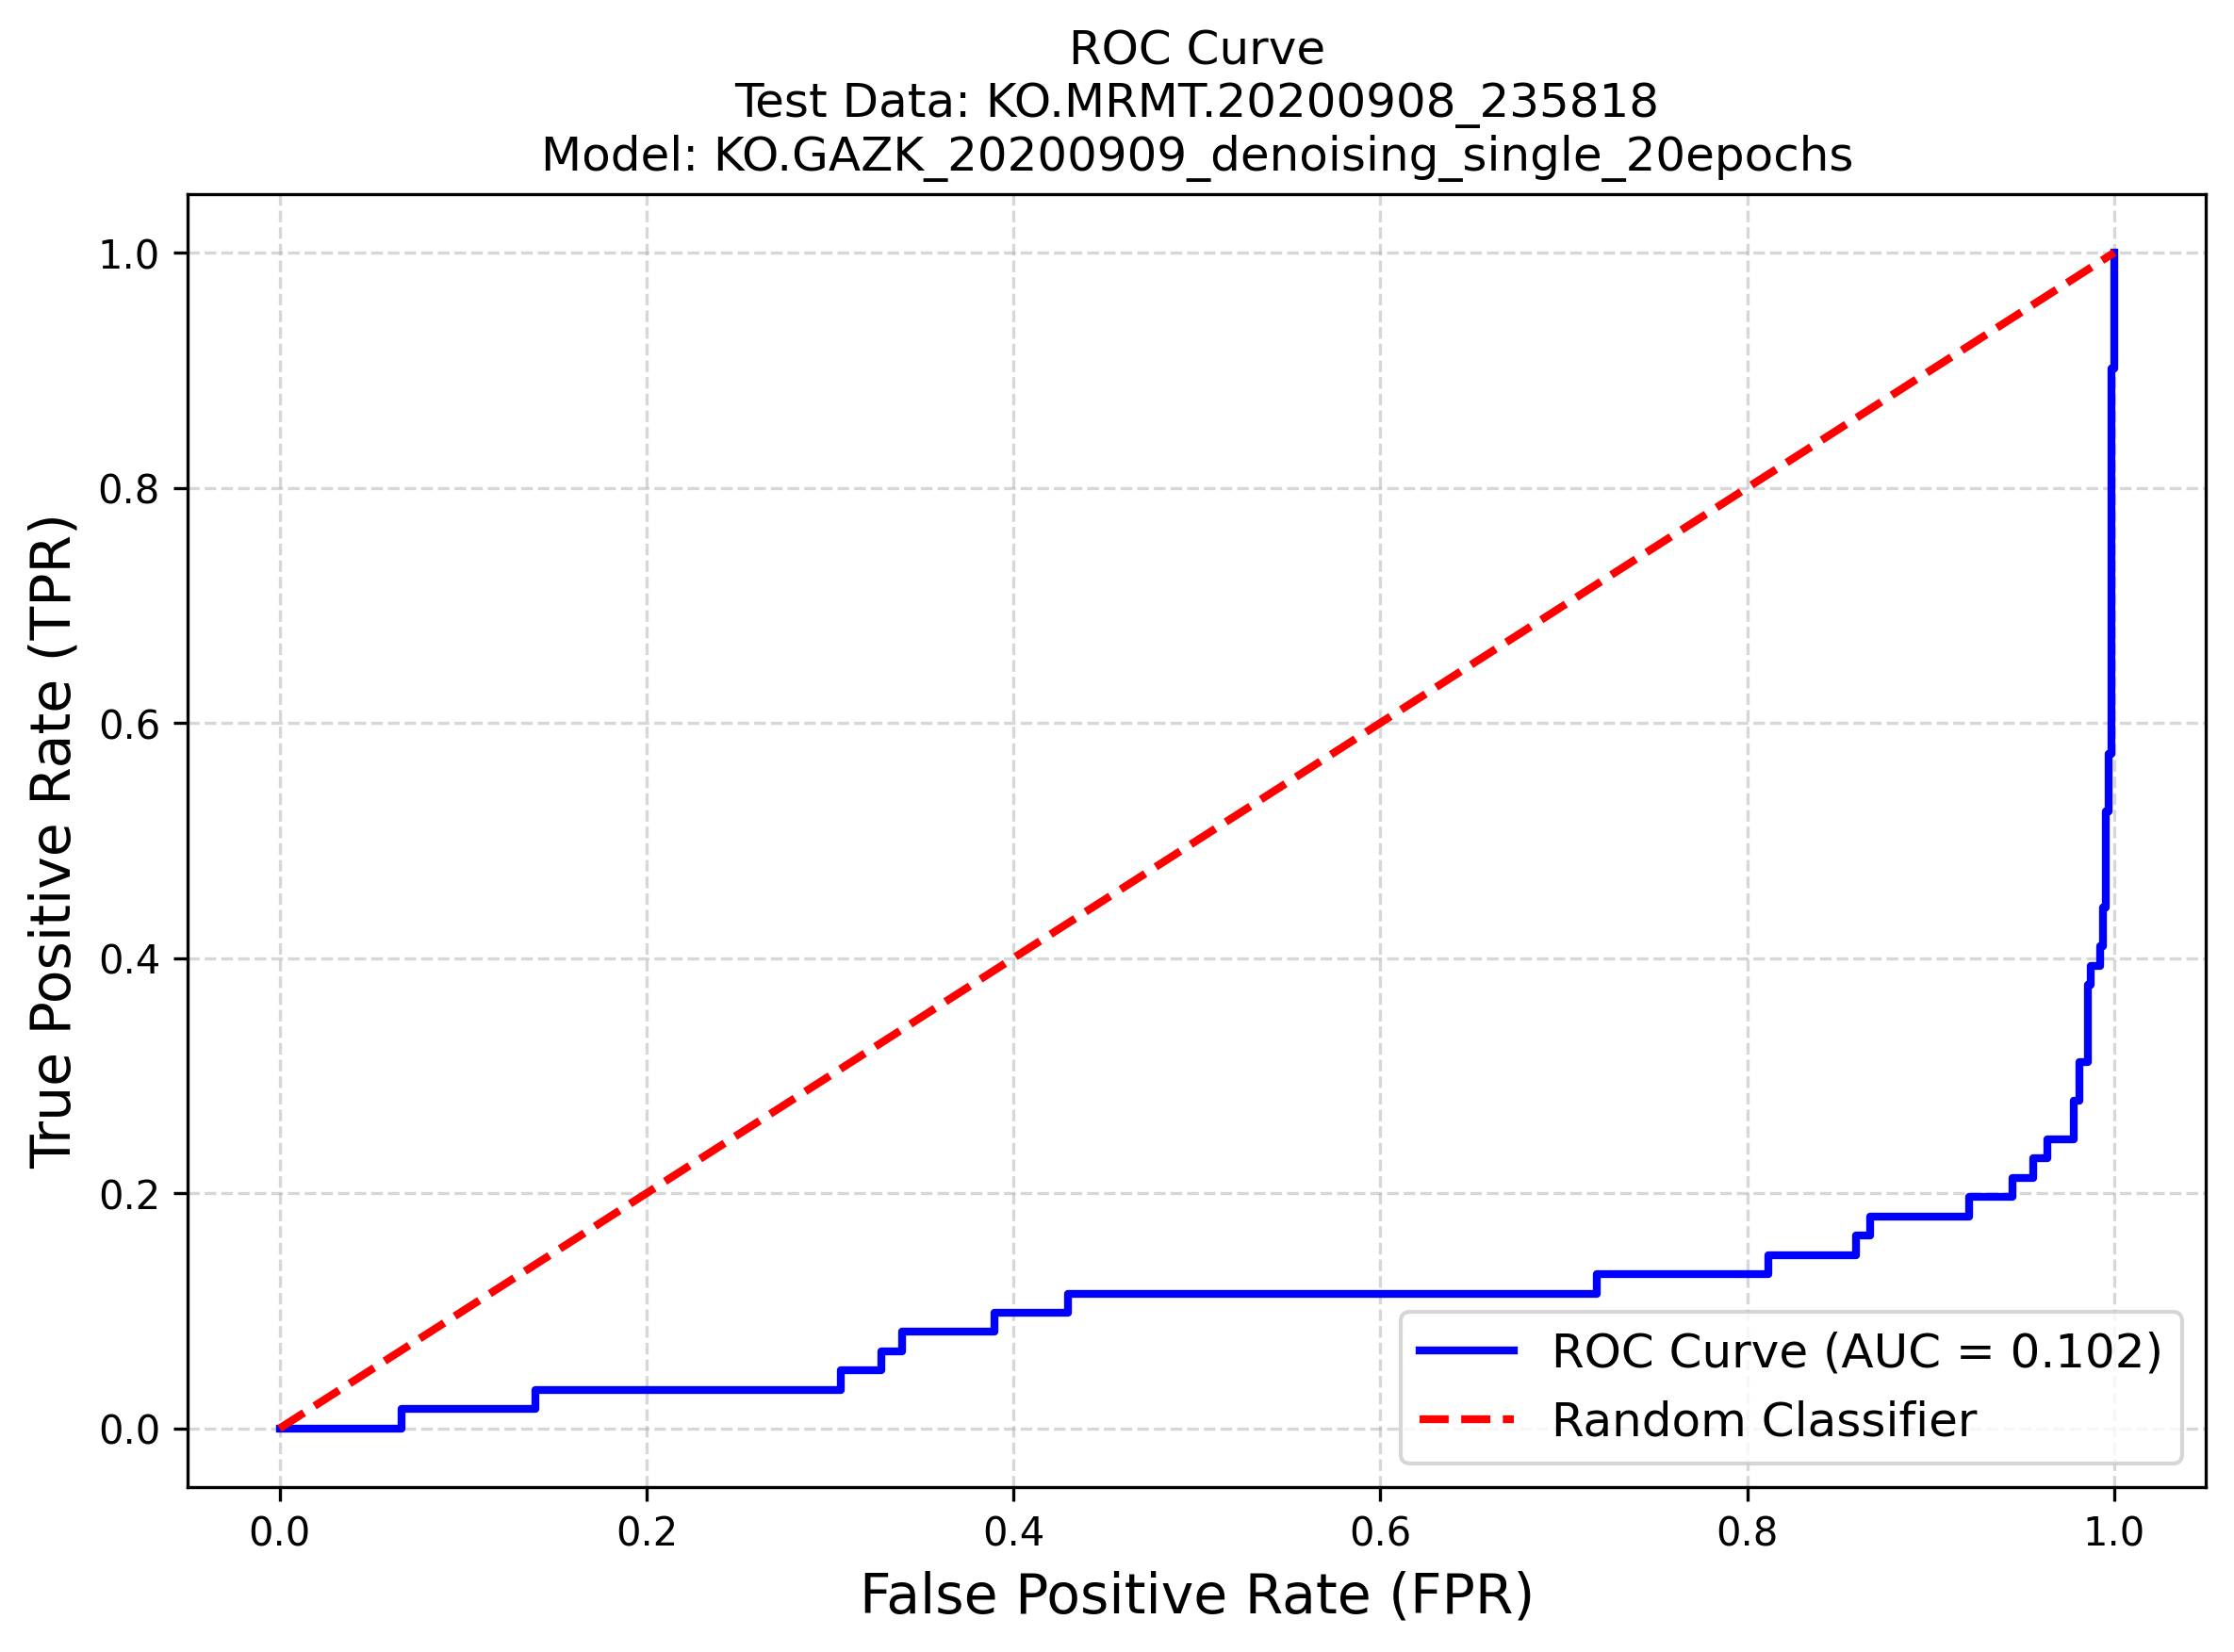 ROC Curve
Test Data: KO.MRMT.20200908_235818
Model: KO.GAZK_20200909_denoising_single_20epochs
1.0
0.8
0.6
0.4
0.2
0.0
True Positive Rate (TPR)
ROC Curve (AUC = 0.102)
Random Classifier
0.0 0.2 0.4 0.6 0.8 1.0
False Positive Rate (FPR)